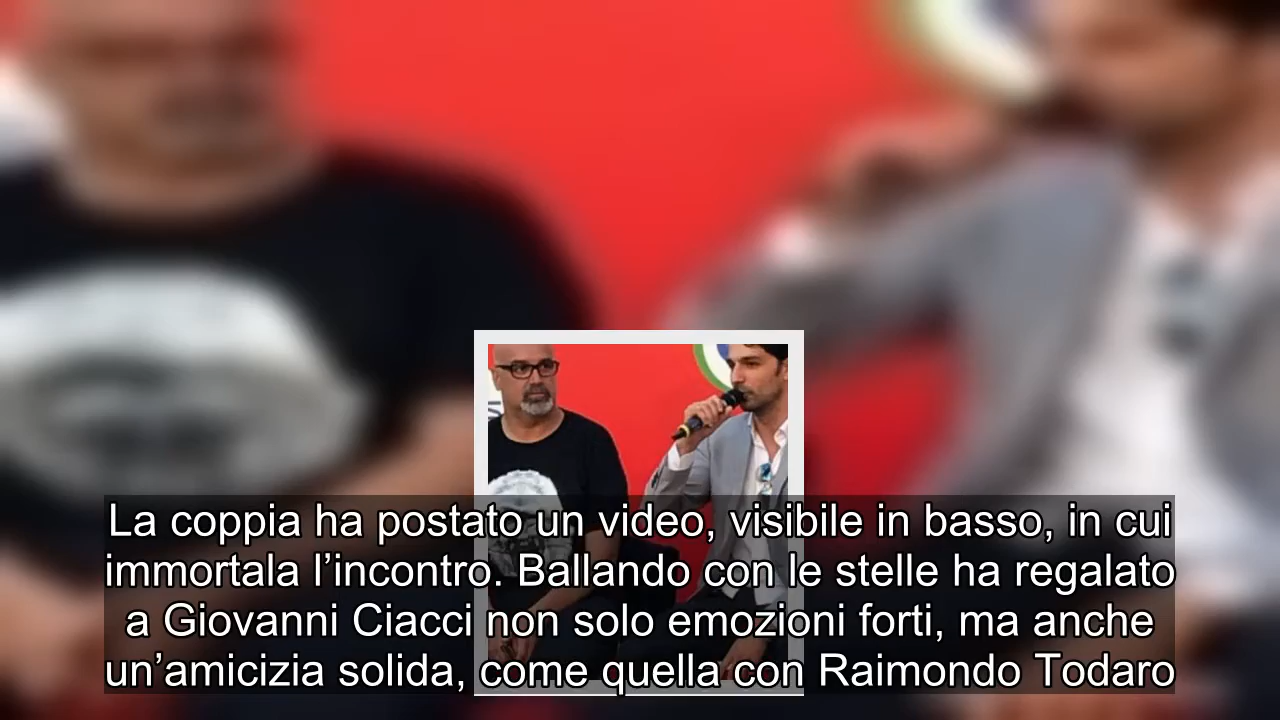 La coppia ha postato un video, visibile in basso, in cui
immortala l’incontro. Ballando con le stelle ha regalato
a Giovanni Ciacci non solo emozioni forti, ma anche
un’amicizia solida, come quella con Raimondo Todaro